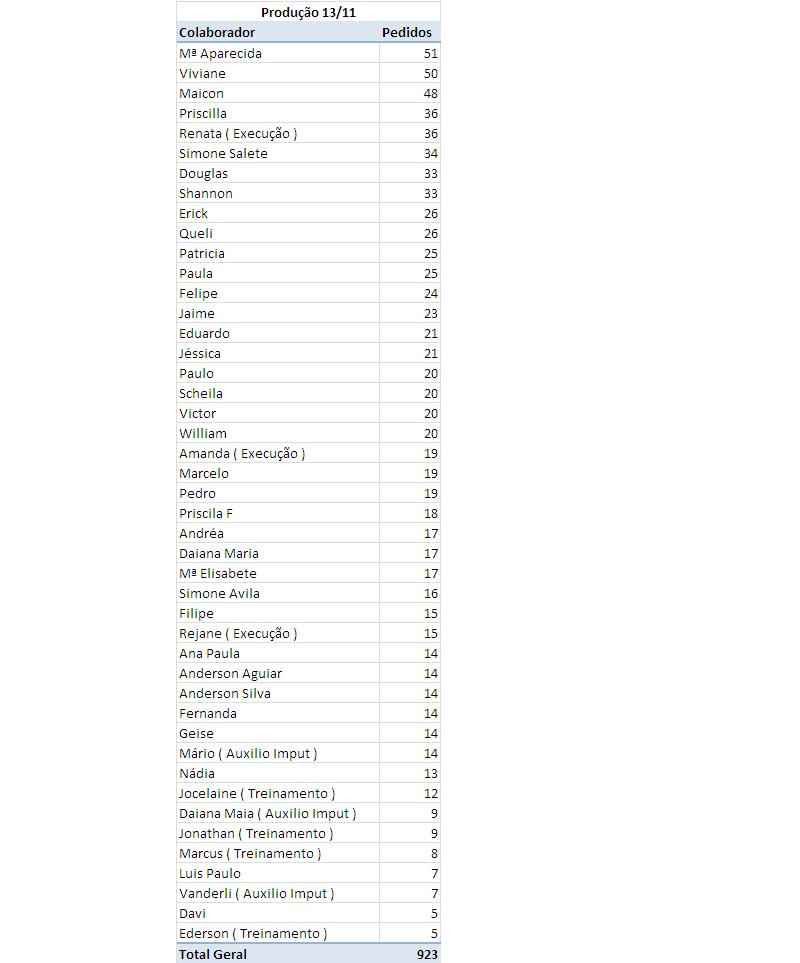 Produção 13/11
Colaborador Pedidos
Mª Aparecida 51
Viviane 50
Maicon 48
Priscilla 36
Renata ( Execução ) 36
Simone Salete 34
Douglas 33
Shannon 33
Erick 26
Queli 26
Patricia 25
Paula 25
Felipe 24
Jaime 23
Eduardo 21
Jéssica 21
Paulo 20
Scheila 20
Victor 20
William 20
Amanda ( Execução ) 19
Marcelo 19
Pedro 19
Priscila F 18
Andréa 17
Daiana Maria 17
Mª Elisabete 17
Simone Avila 16
Filipe 15
Rejane ( Execução ) 15
Ana Paula 14
Anderson Aguiar 14
Anderson Silva 14
Fernanda 14
Geise 14
Mário ( Auxilio Imput ) 14
Nádia 13
Jocelaine ( Treinamento ) 12
Daiana Maia ( Auxilio Imput ) 9
Jonathan ( Treinamento ) 9
Marcus ( Treinamento ) 8
Luis Paulo 7
Vanderli ( Auxilio Imput ) 7
Davi 5
Ederson ( Treinamento ) 5
Total Geral 923